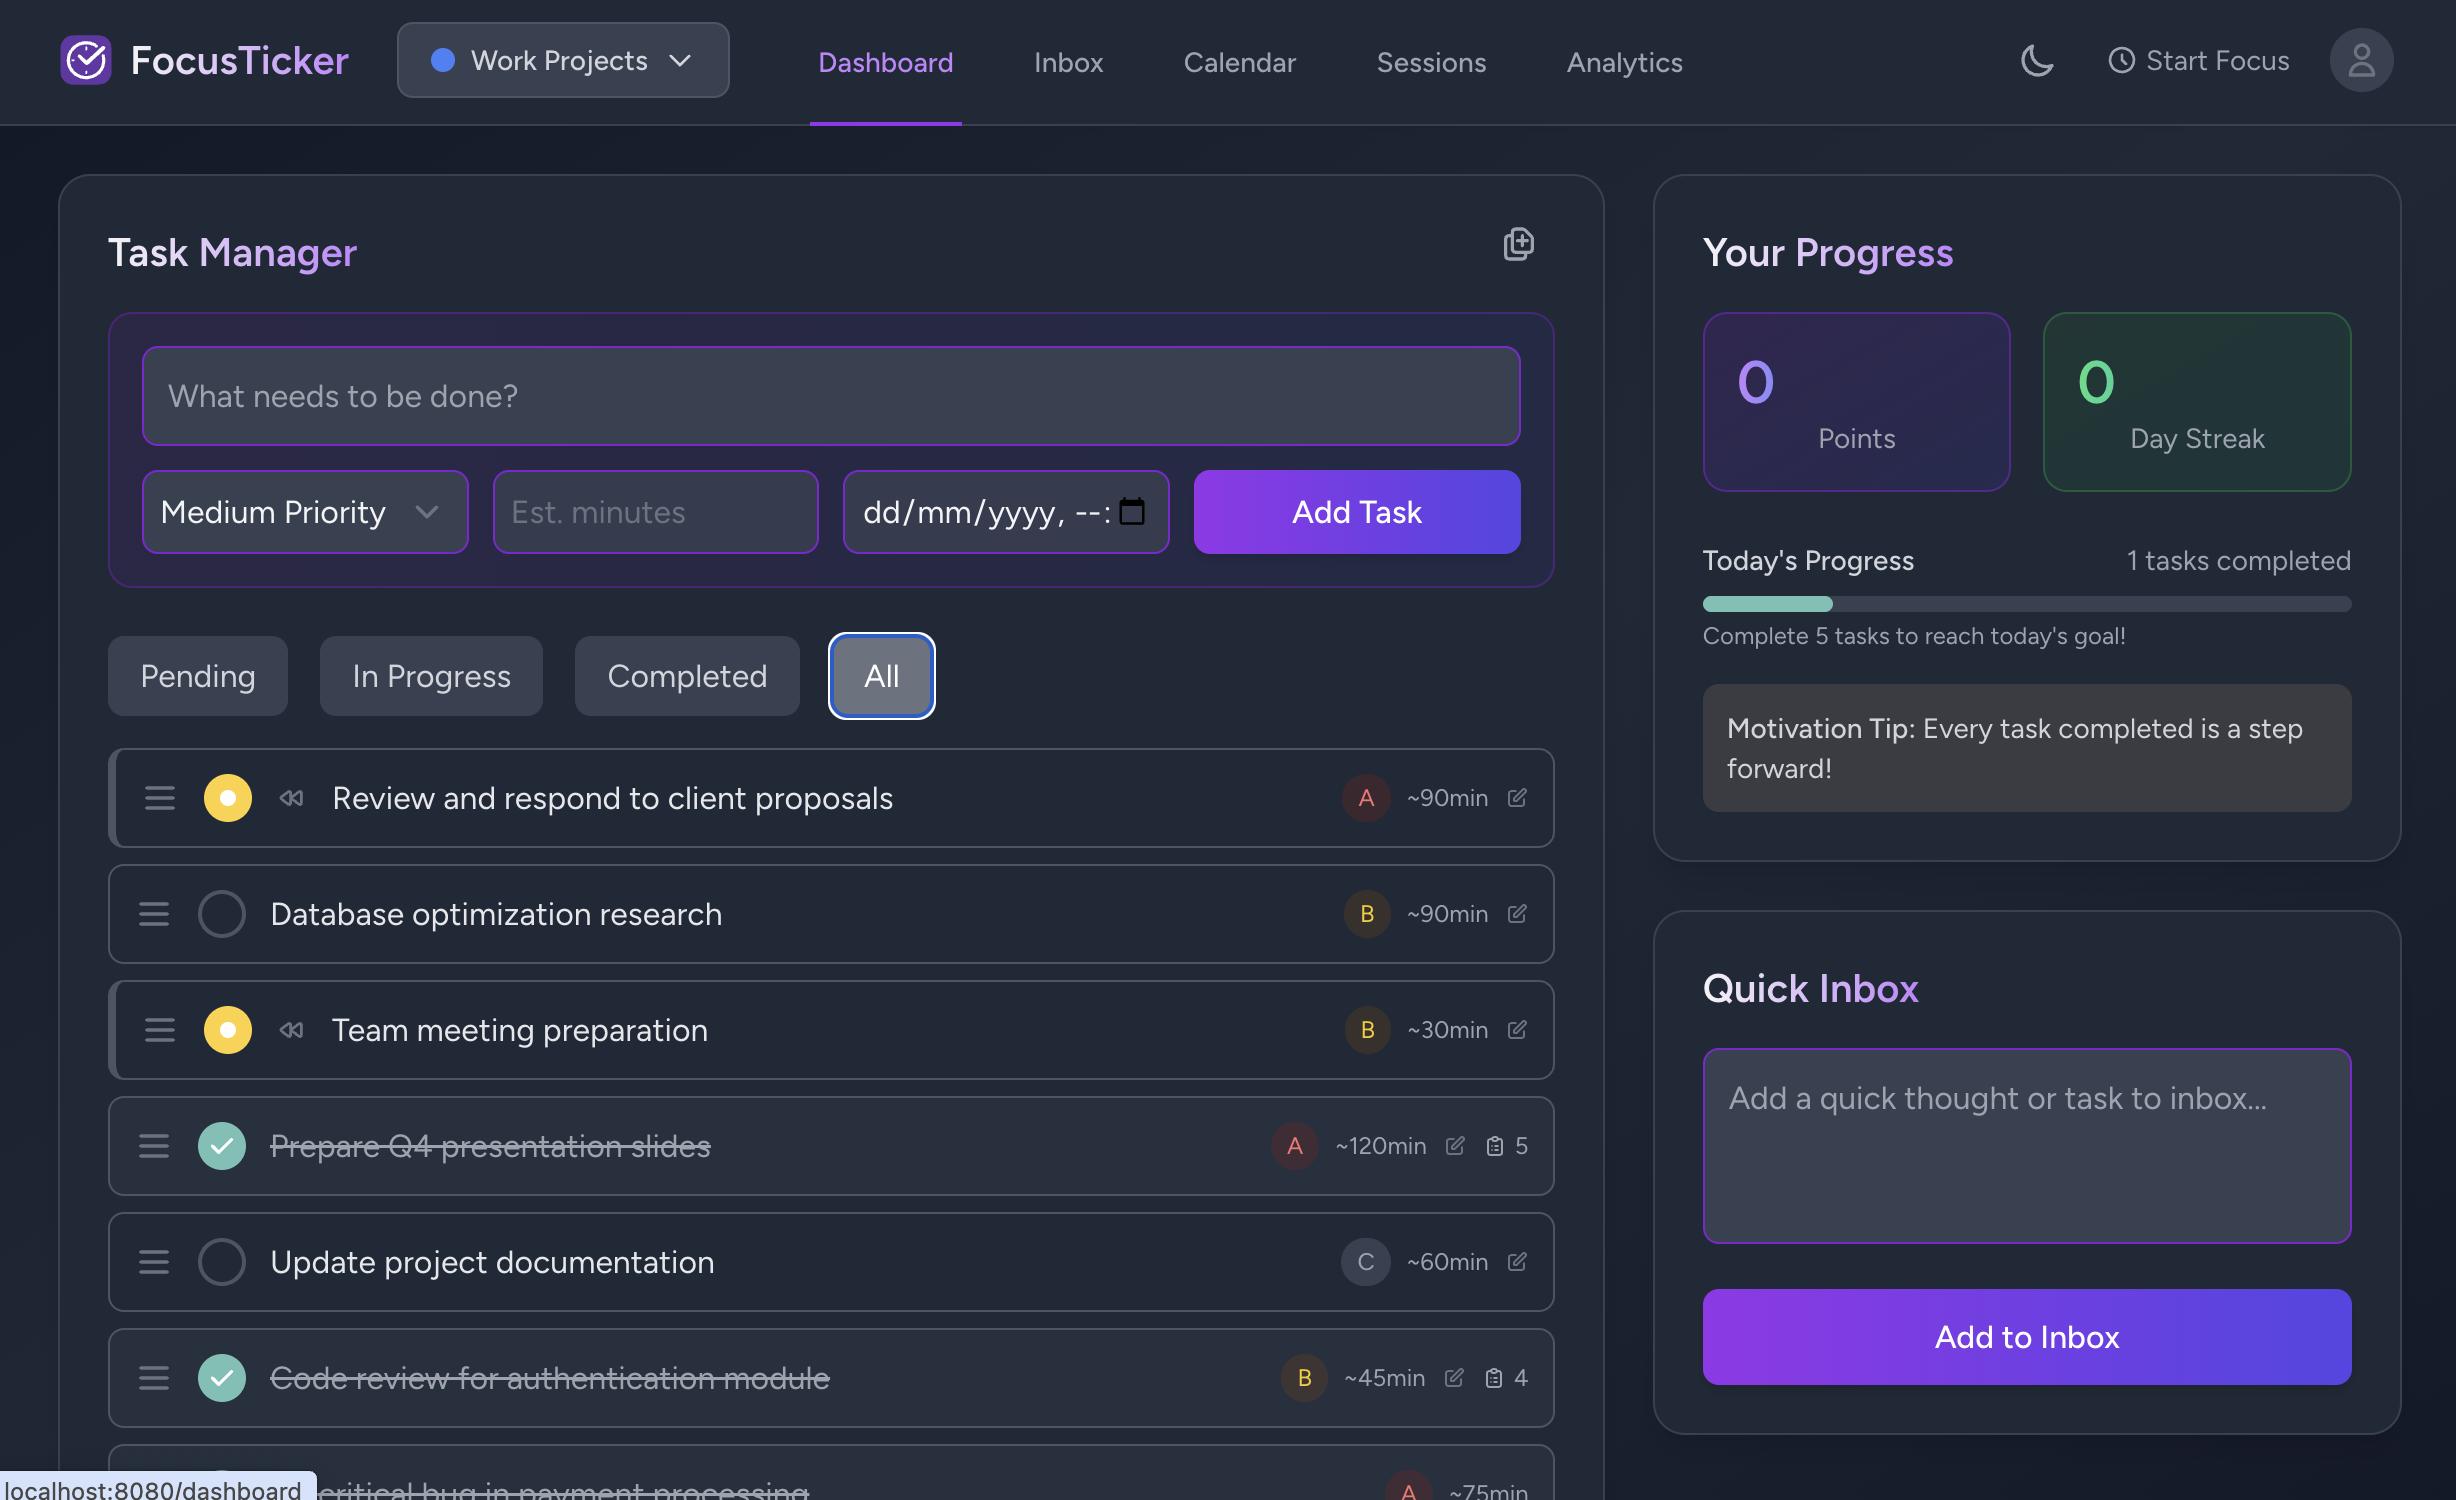 FocusTicker
Work Projects
Dashboard
Inbox
Calendar
Sessions
Analytics
Start Focus
Task Manager
What needs to be done?
Medium Priority
Est. minutes
dd/mm/yyyy, --:
Add Task
Pending
In Progress
Completed
All
Review and respond to client proposals
A ~90min
Database optimization research
B ~90min
Team meeting preparation
B ~30min
Prepare Q4 presentation slides
A ~120min 5
Update project documentation
C ~60min
Code review for authentication module
B ~45min 4
critical bug in payment processing
A ~75min
Your Progress
0
Points
0
Day Streak
Today's Progress
1 tasks completed
Complete 5 tasks to reach today's goal!
Motivation Tip: Every task completed is a step
forward!
Quick Inbox
Add a quick thought or task to inbox...
Add to Inbox
localhost:8080/dashboard